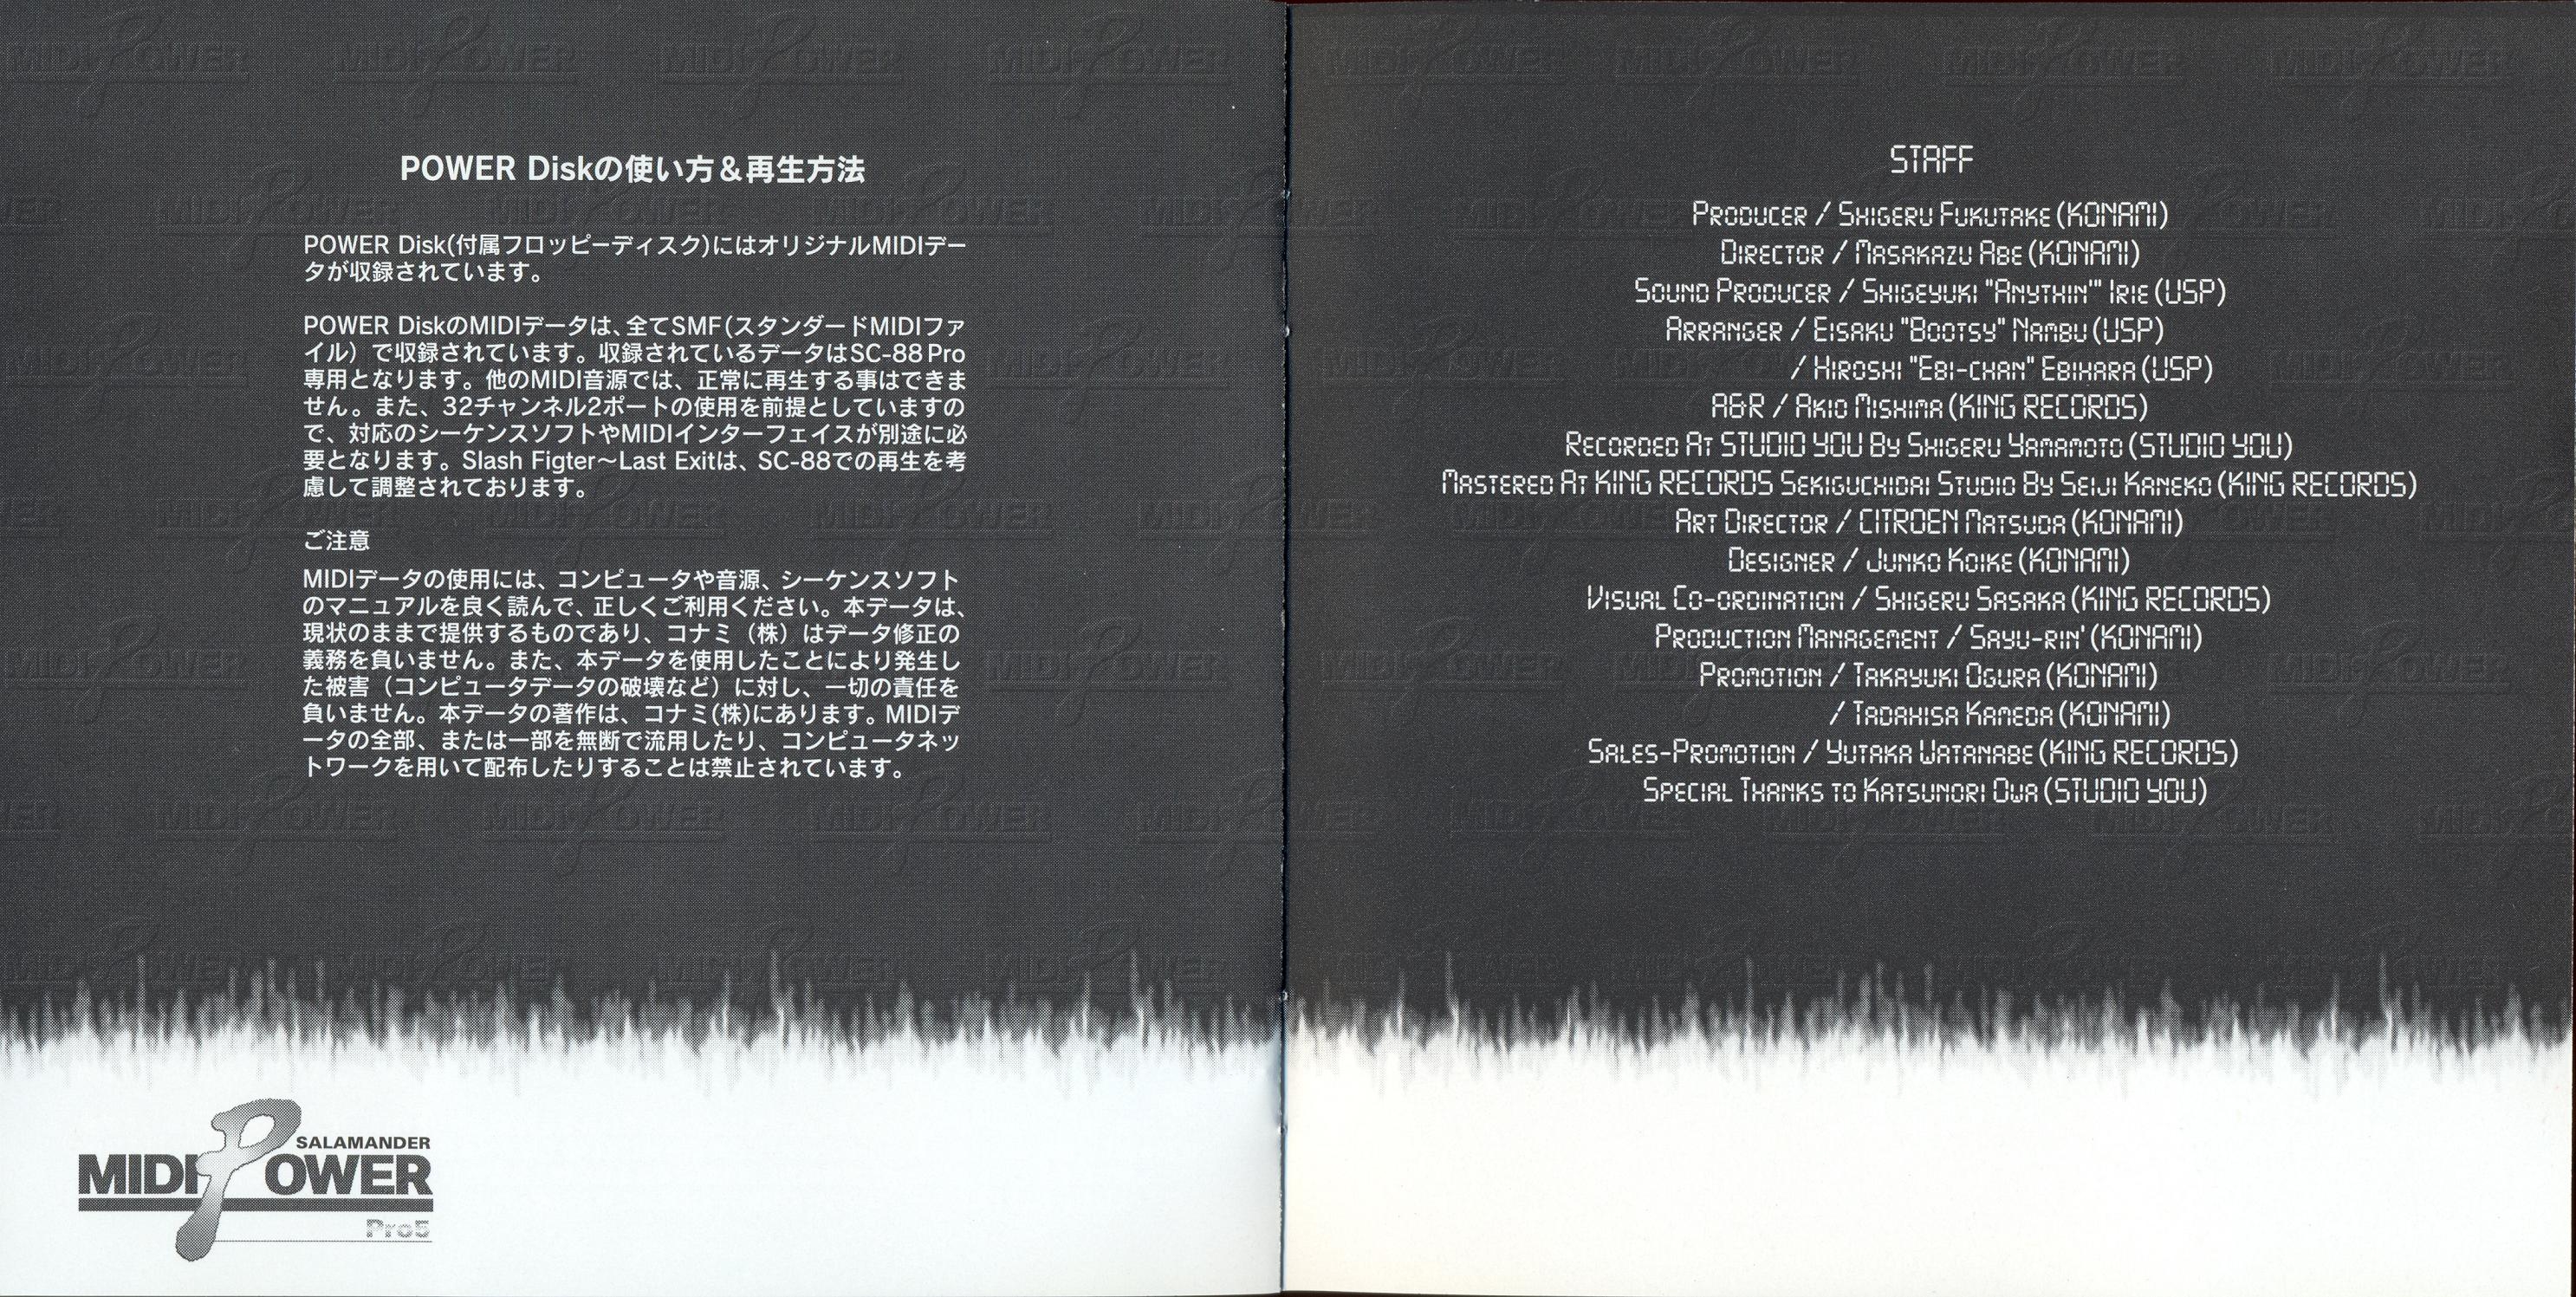 POWER Diskの使い方＆再生方法
POWER Disk(付属フロッピーディスク)にはオリジナルMIDIデー
タが収録されています。
POWER DiskのMIDIデータは、全てSMF(スタンダードMIDIファ
イル）で収録されています。収録されているデータはSC-88 Pro
専用となります。他のMIDI音源では、正常に再生する事はできま
せん。また、32チャンネル2ポートの使用を前提としていますの
で、対応のシーケンスソフトやMIDIインターフェイスが別途に必
要となります。Slash Figter～Last Exitは、SC-88での再生を考
慮して調整されております。
ご注意
MIDIデータの使用には、コンピュータや音源、シーケンスソフト
のマニュアルを良く読んで、正しくご利用ください。本データは、
現状のままで提供するものであり、コナミ（株）はデータ修正の
義務を負いません。また、本データを使用したことにより発生し
た被害（コンピュータデータの破壊など）に対し、一切の責任を
負いません。本データの著作は、コナミ(株)にあります。MIDIデ
ータの全部、または一部を無断で流用したり、コンピュータネッ
トワークを用いて配布したりすることは禁止されています。
SALAMANDER
MIDI POWER
Pro5
STAFF
Producer / Shigeru Fukutake (KONAMI)
Director / Masakazu Abe (KONAMI)
Sound Producer / Shigeyuki "Anythin'" Irie (USP)
Arranger / Eisaku "Bootsy" Nambu (USP)
/ Hiroshi "Ebi-chan" Ebihara (USP)
A&R / Akio Mishima (KING RECORDS)
Recorded At STUDIO YOU By Shigeru Yamamoto (STUDIO YOU)
Mastered At KING RECORDS Sekiguchidai Studio By Seiji Kaneko (KING RECORDS)
Art Director / CITROEN Matsuda (KONAMI)
Designer / Junko Koike (KONAMI)
Visual Co-ordination / Shigeru Sasaka (KING RECORDS)
Production Management / Sayu-rin' (KONAMI)
Promotion / Takayuki Ogura (KONAMI)
/ Tadahisa Kameda (KONAMI)
Sales-Promotion / Yutaka Watanabe (KING RECORDS)
Special Thanks to Katsunori Owa (STUDIO YOU)